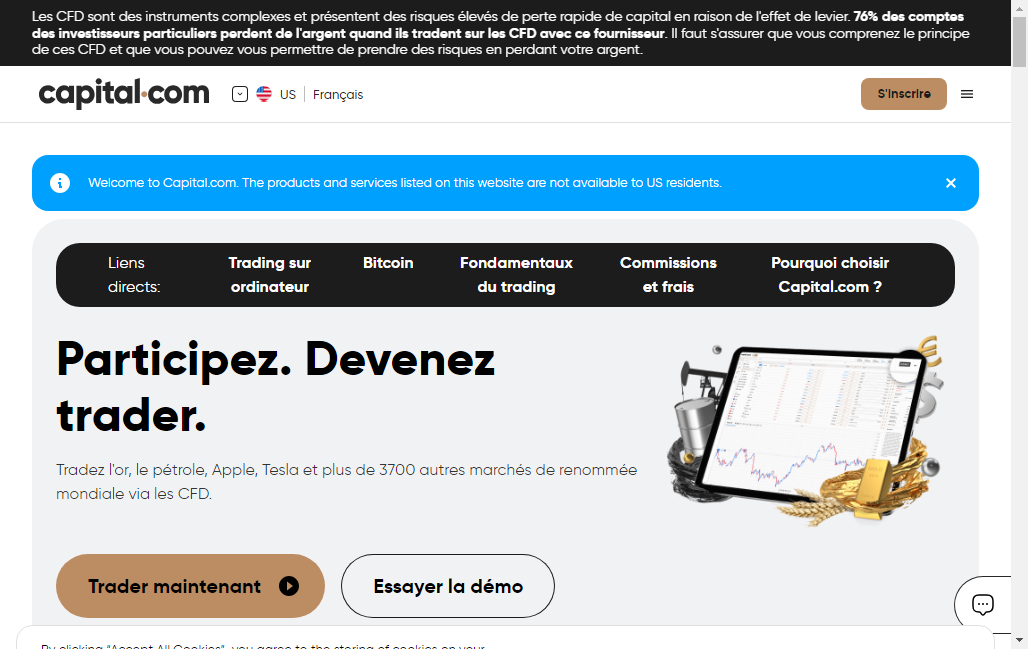 Les CFD sont des instruments complexes et présentent des risques élevés de perte rapide de capital en raison de l'effet de levier. 76% des comptes
des investisseurs particuliers perdent de l'argent quand ils tradent sur les CFD avec ce fournisseur. Il faut s'assurer que vous comprenez le principe
de ces CFD et que vous pouvez vous permettre de prendre des risques en perdant votre argent.
capital.com
US
Français
S'inscrire
Welcome to Capital.com. The products and services listed on this website are not available to US residents.
Liens
directs:
Trading sur
ordinateur
Bitcoin
Fondamentaux
du trading
Commissions
et frais
Pourquoi choisir
Capital.com ?
Participez. Devenez
trader.
Tradez l'or, le pétrole, Apple, Tesla et plus de 3700 autres marchés de renommée
mondiale via les CFD.
Trader maintenant
Essayer la démo
By clicking "Accept All Cookies", you agree to the storing of cookies on your